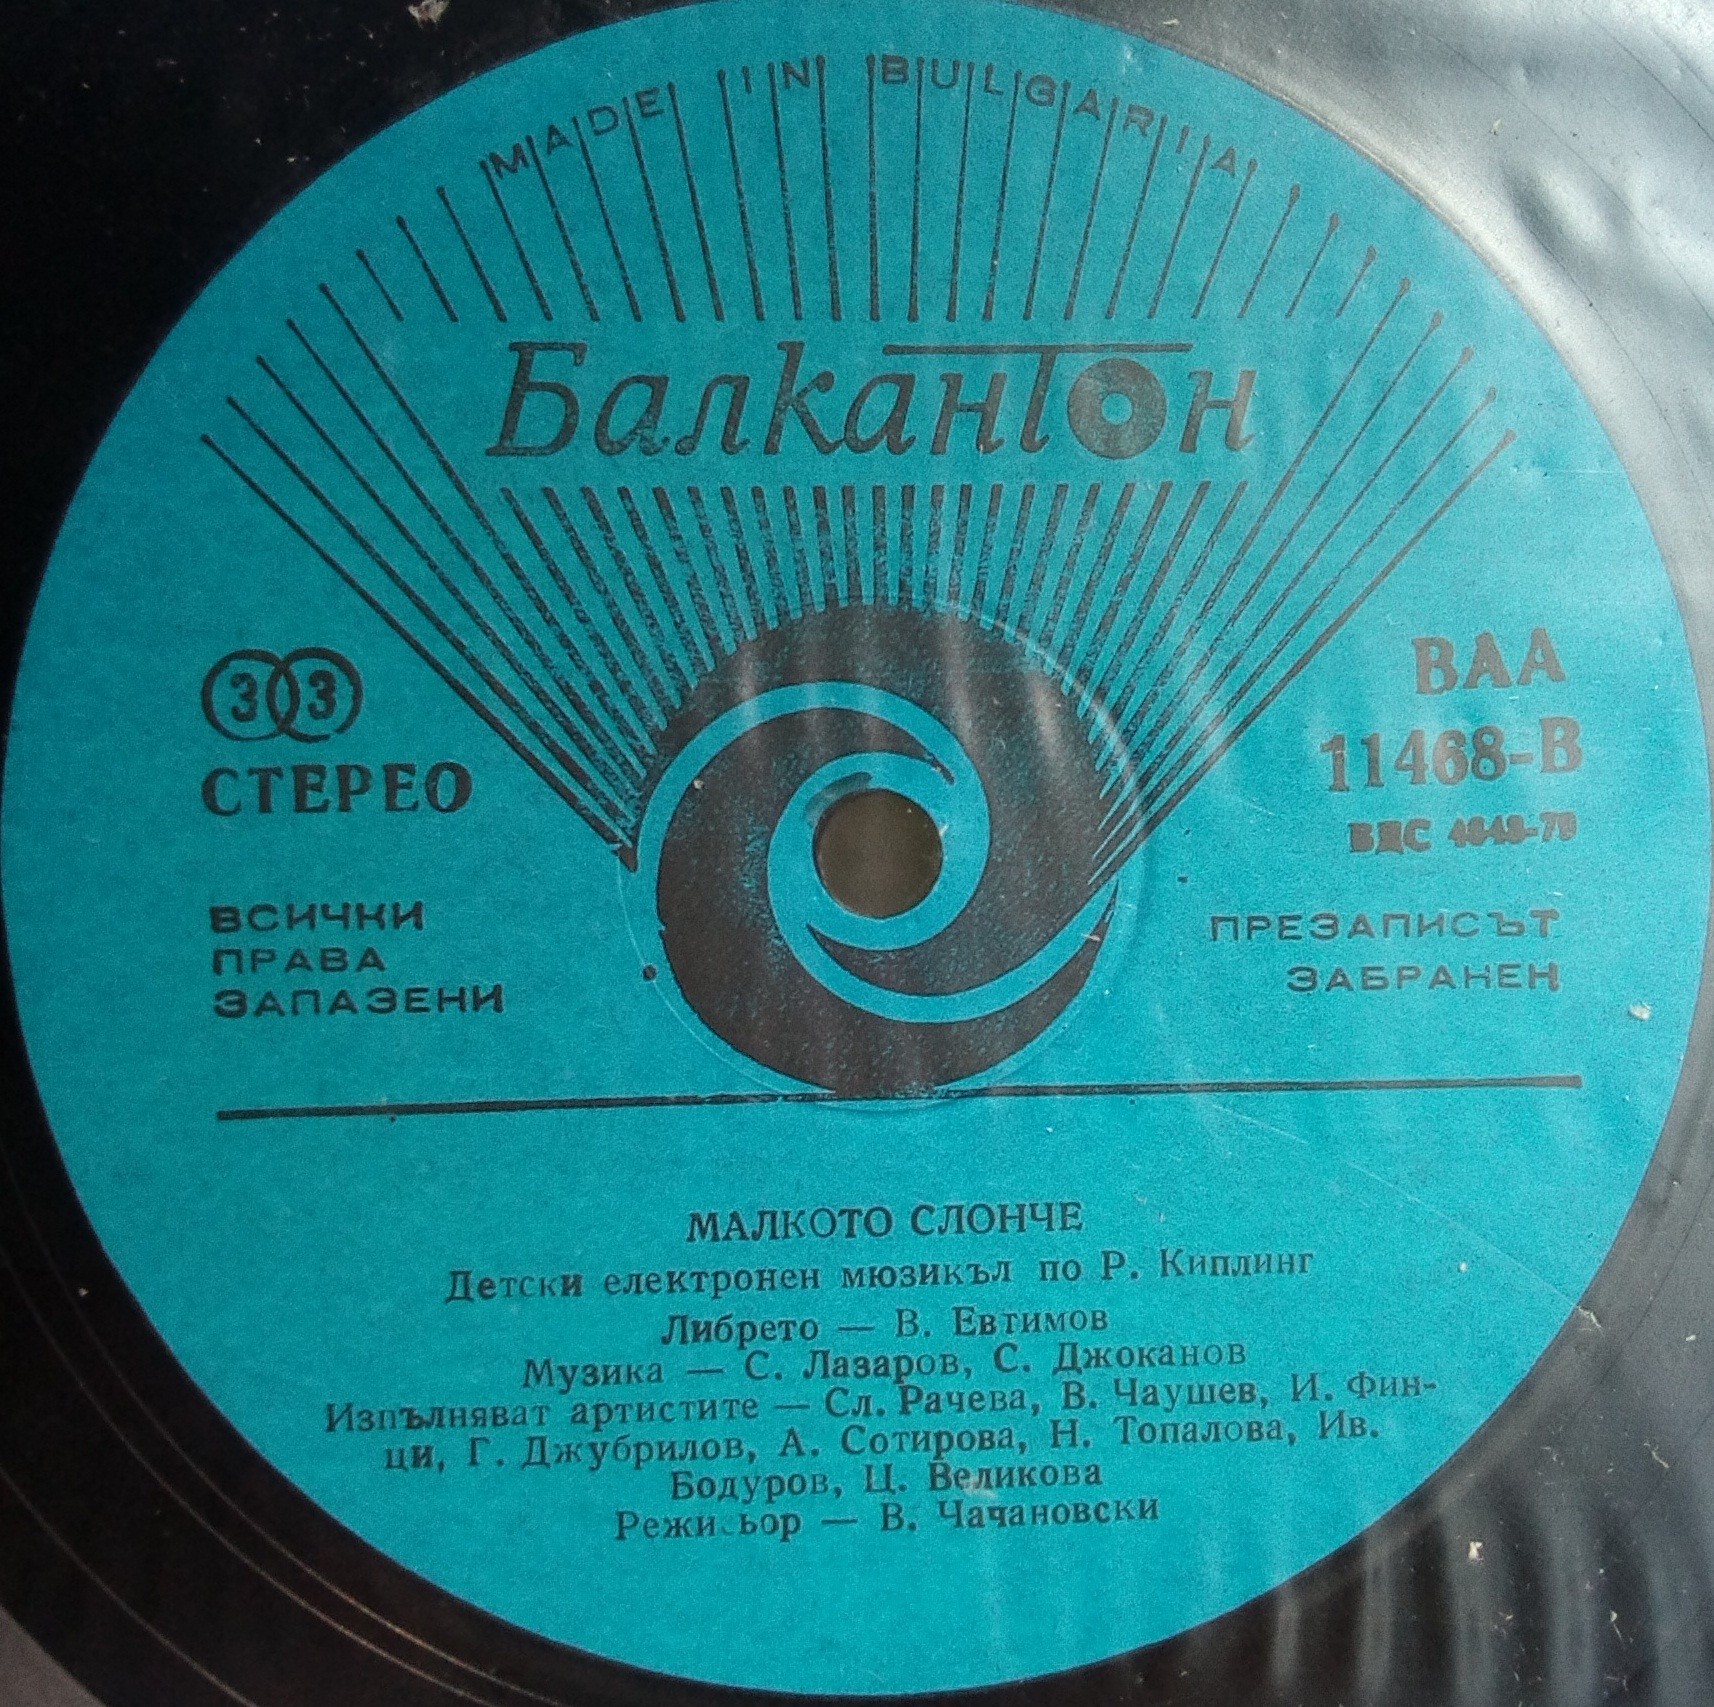 MADE IN BULGARIA
Балкантон
33
СТЕРЕО
ВАА
11468-В
БДС
ВСИЧКИ
ПРАВА
ЗАПАЗЕНИ
ПРЕЗАПИСЪТ
ЗАБРАНЕН
МАЛКОТО СЛОНЧЕ
Детски електронен мюзикъл по Р. Киплинг
Либрето — В. Евтимов
Музика — С. Лазаров, С. Джоканов
Изпълняват артистите — Сл. Рачева, В. Чаушев, И. Фин-
ци, Г. Джубрилов, А. Сотирова, Н. Топалова, Ив.
Бодуров, Ц. Великова
Режисьор — В. Чачановски